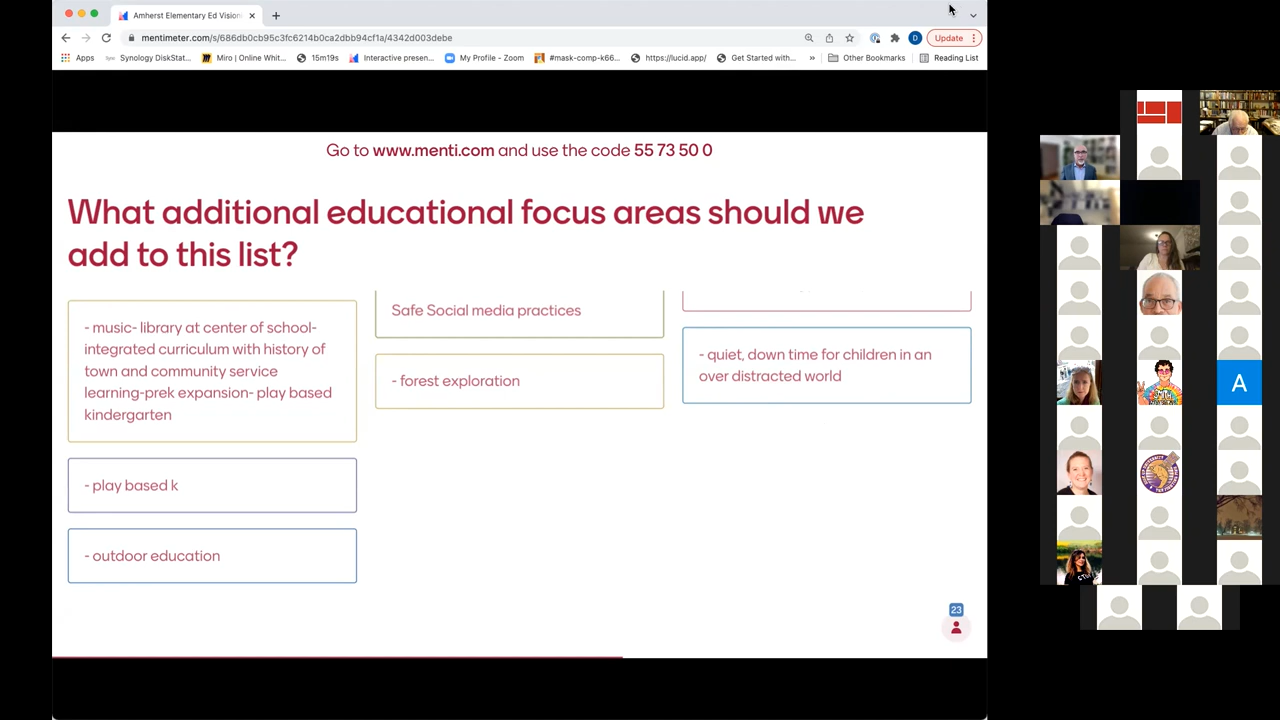 Amherst Elementary Ed Vision
mentimeter.com/s/686db0cb95c3fc6214b0ca2dbb94cf1a/4342d003debe
Update
Apps
Synology DiskStat...
Miro | Online Whit...
15m19s
Interactive presen...
My Profile - Zoom
#mask-comp-k66...
https://lucid.app/
Get Started with...
»
Other Bookmarks
Reading List
D
Go to www.menti.com and use the code 55 73 50 0
What additional educational focus areas should we
add to this list?
- music- library at center of school-
integrated curriculum with history of
town and community service
learning-prek expansion- play based
kindergarten
- play based k
- outdoor education
Safe Social media practices
- forest exploration
- quiet, down time for children in an
over distracted world
23
A